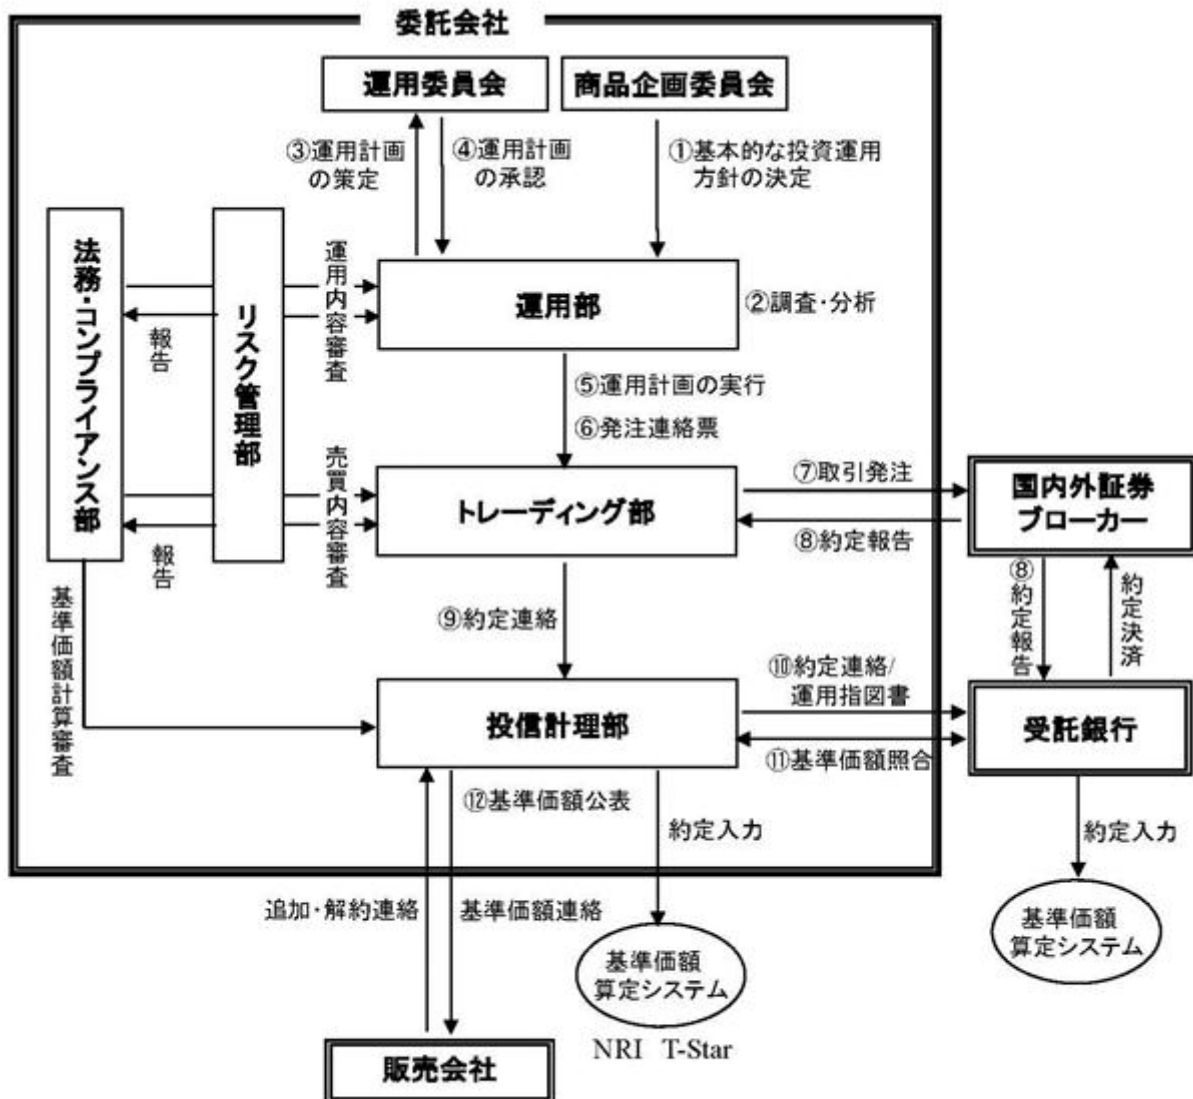 委託会社
運用委員会
商品企画委員会
③運用計画
の策定
④運用計画
の承認
①基本的な投資運用
方針の決定
法務・コンプライアンス部
リスク管理部
運用内容審査
報告
運用部
②調査・分析
⑤運用計画の実行
⑥発注連絡票
売買内容審査
報告
トレーディング部
⑦取引発注
⑧約定報告
国内外証券
ブローカー
⑧約定報告
約定決済
基準価額計算審査
⑨約定連絡
投信計理部
⑩約定連絡/
運用指図書
⑪基準価額照合
受託銀行
⑫基準価額公表
約定入力
約定入力
追加・解約連絡
基準価額連絡
基準価額
算定システム
NRI T-Star
基準価額
算定システム
販売会社